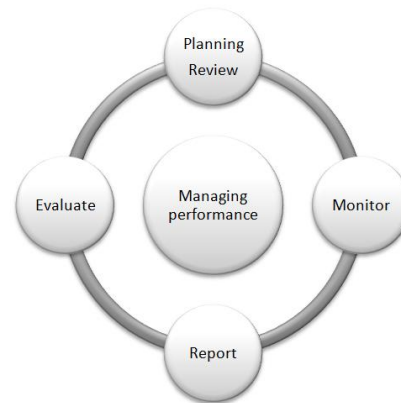 Planning
Review
Evaluate
Managing
performance
Monitor
Report